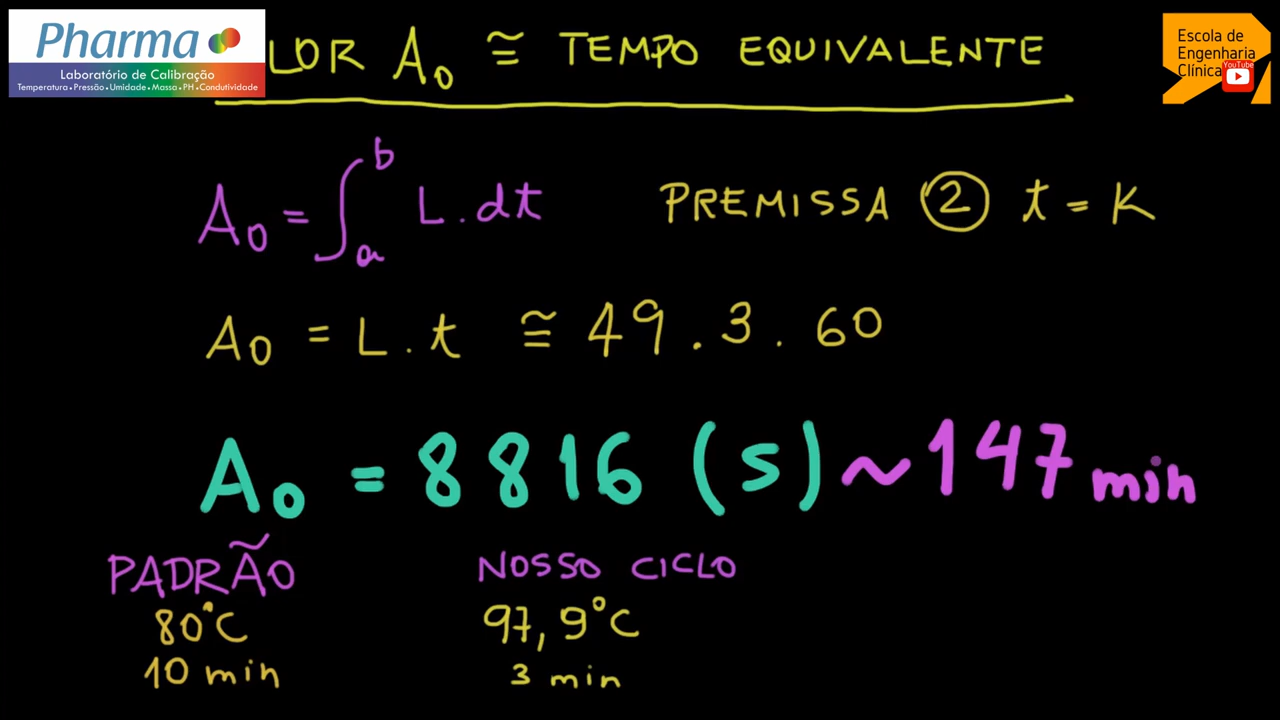 Pharma
Laboratório de Calibração
Temperatura • Pressão • Umidade • Massa • PH • Condutividade
LOR A₀ ≅ TEMPO EQUIVALENTE
Escola de
Engenharia
Clínica
YouTube
A₀ = ∫ₐᵇ L.dt PREMISSA ② t = K
A₀ = L.t ≅ 49.3.60
A₀ = 8816 (s) ~ 147 min
PADRÃO NOSSO CICLO
80°C 97,9°C
10 min 3 min